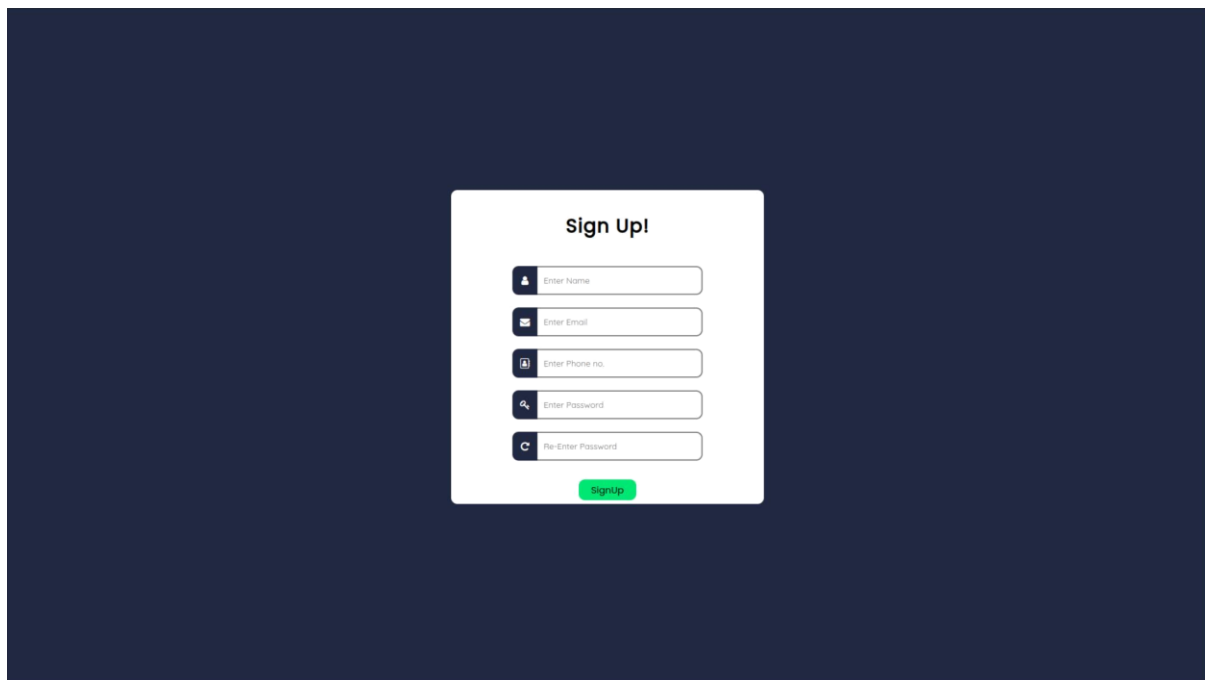 Sign Up!
Enter Name
Enter Email
Enter Phone no.
Enter Password
Re-Enter Password
SignUp